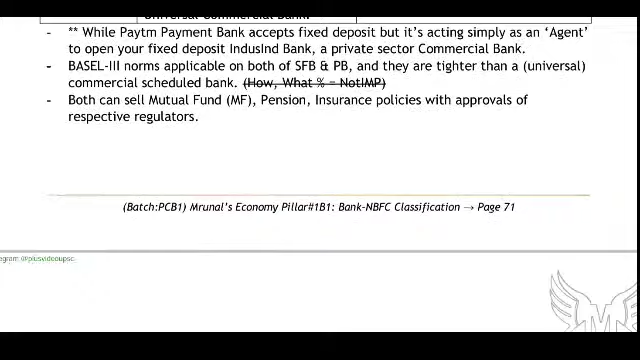 - ** While Paytm Payment Bank accepts fixed deposit but it’s acting simply as an ‘Agent’
to open your fixed deposit IndusInd Bank, a private sector Commercial Bank.
- BASEL-III norms applicable on both of SFB & PB, and they are tighter than a (universal)
commercial scheduled bank. (How, What % = NotIMP)
- Both can sell Mutual Fund (MF), Pension, Insurance policies with approvals of
respective regulators.
(Batch:PCB1) Mrunal’s Economy Pillar#1B1: Bank-NBFC Classification → Page 71
egram @plusvideoupsc